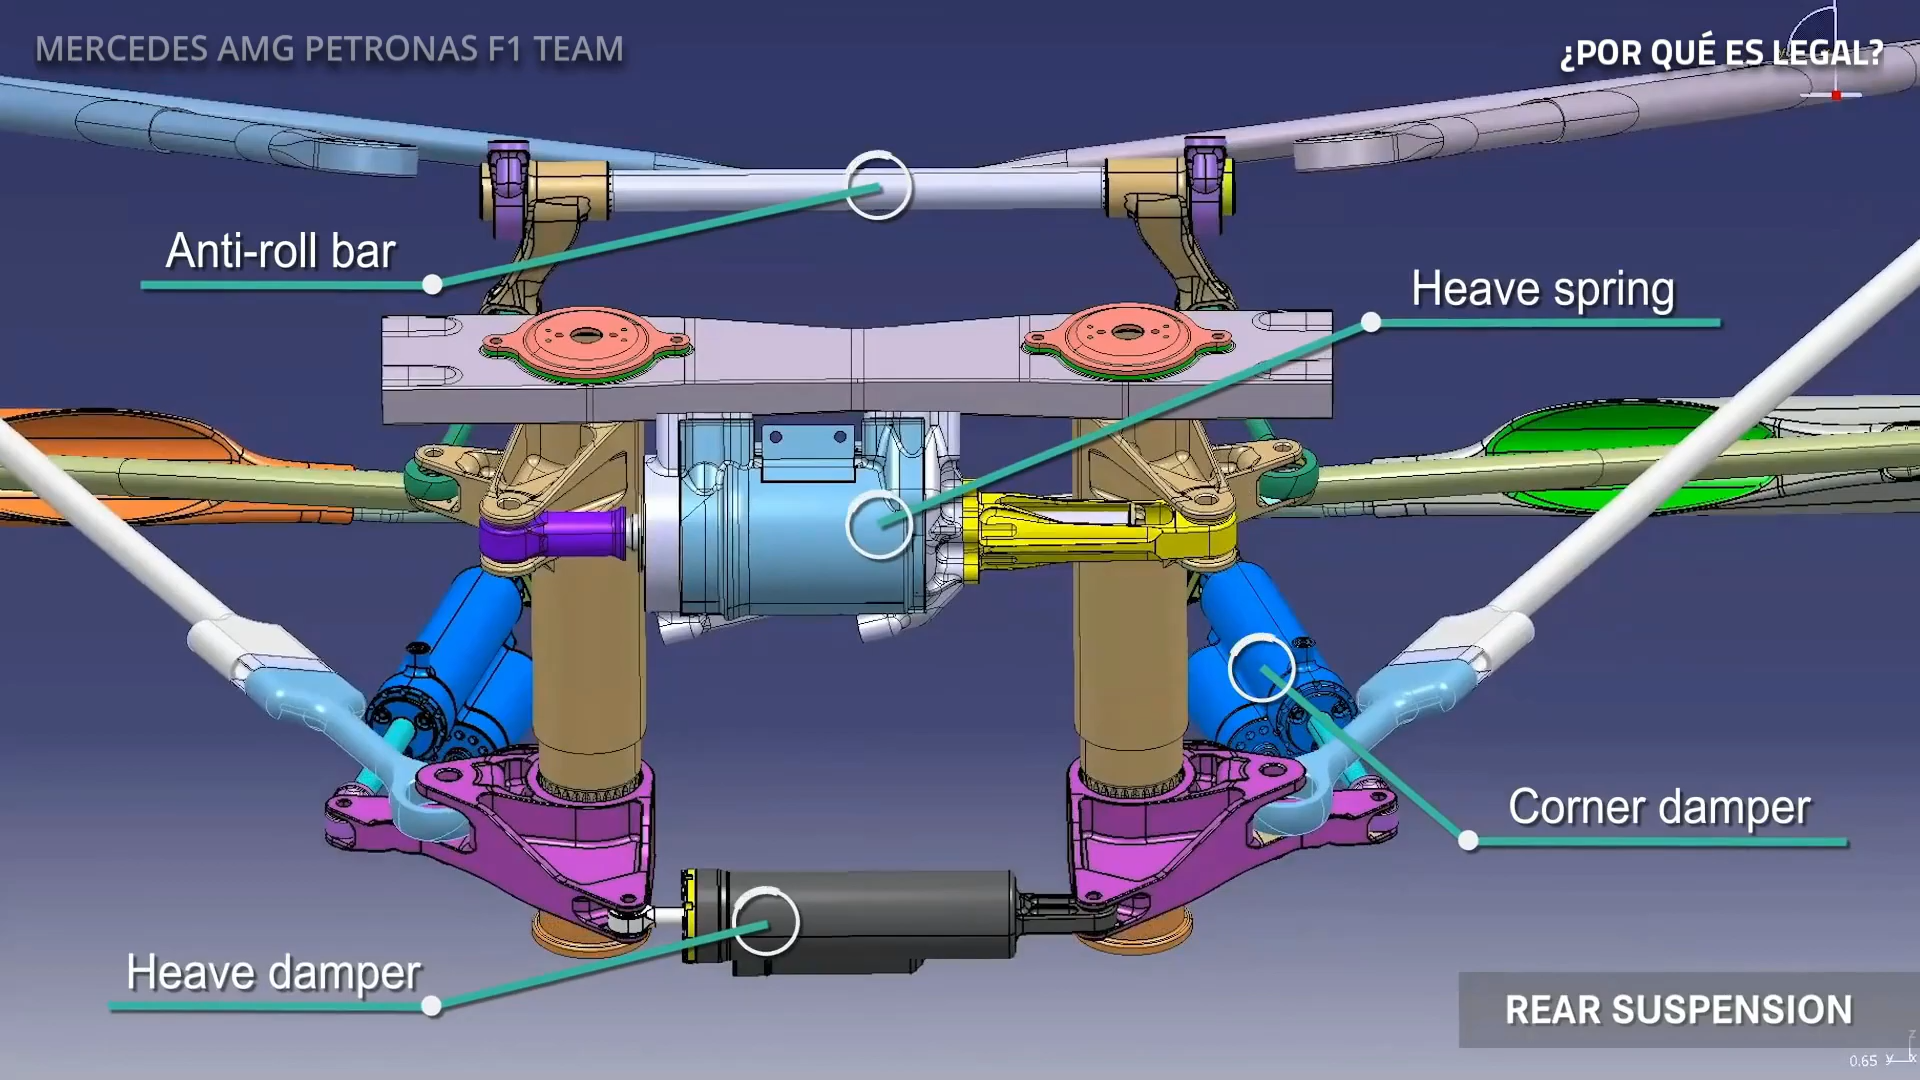 MERCEDES AMG PETRONAS F1 TEAM
¿POR QUÉ ES LEGAL?
Anti-roll bar
Heave spring
Corner damper
Heave damper
REAR SUSPENSION
0.65
y
z
x